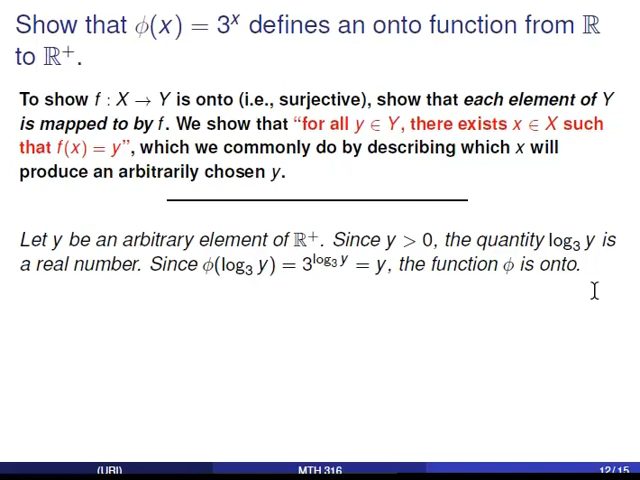 Show that ϕ(x) = 3ˣ defines an onto function from ℝ
to ℝ⁺.
To show f : X → Y is onto (i.e., surjective), show that each element of Y
is mapped to by f. We show that “for all y ∈ Y, there exists x ∈ X such
that f(x) = y”, which we commonly do by describing which x will
produce an arbitrarily chosen y.
Let y be an arbitrary element of ℝ⁺. Since y > 0, the quantity log₃ y is
a real number. Since ϕ(log₃ y) = 3^{log₃ y} = y, the function ϕ is onto.
(URI) MTH 316 12 / 15